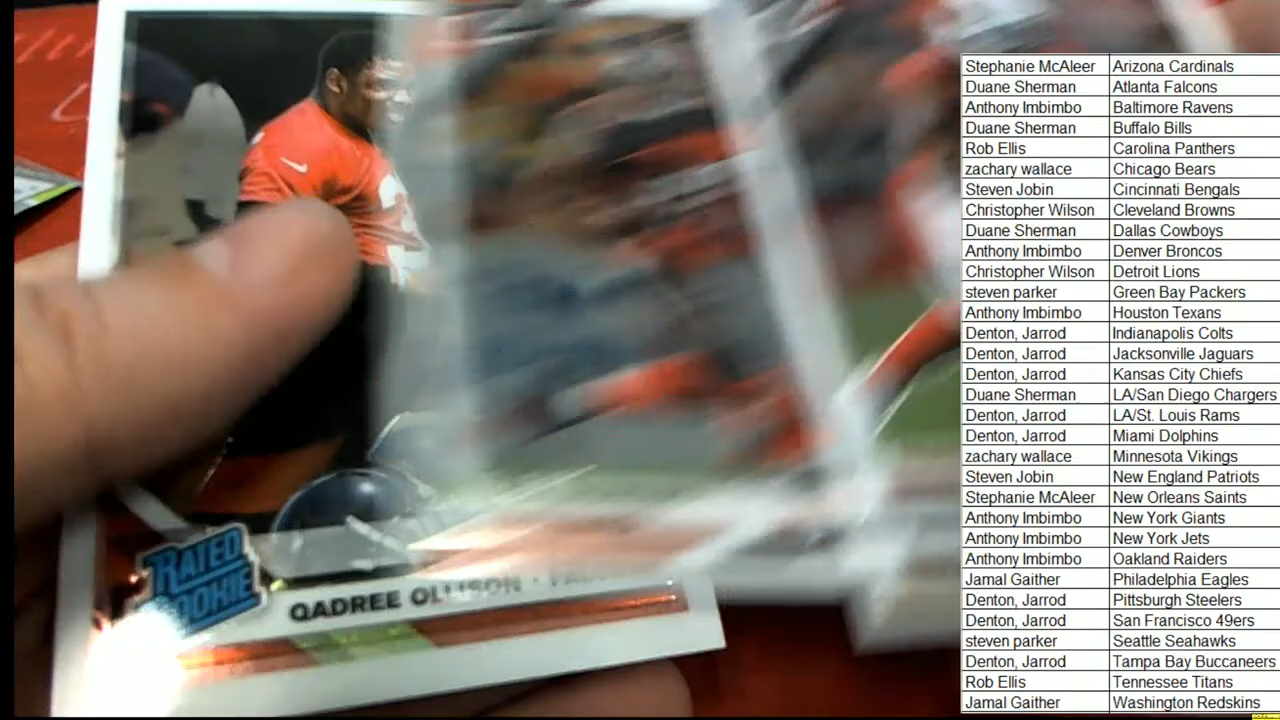 Stephanie McAleer Arizona Cardinals
Duane Sherman Atlanta Falcons
Anthony Imbimbo Baltimore Ravens
Duane Sherman Buffalo Bills
Rob Ellis Carolina Panthers
zachary wallace Chicago Bears
Steven Jobin Cincinnati Bengals
Christopher Wilson Cleveland Browns
Duane Sherman Dallas Cowboys
Anthony Imbimbo Denver Broncos
Christopher Wilson Detroit Lions
steven parker Green Bay Packers
Anthony Imbimbo Houston Texans
Denton, Jarrod Indianapolis Colts
Denton, Jarrod Jacksonville Jaguars
Denton, Jarrod Kansas City Chiefs
Duane Sherman LA/San Diego Chargers
Denton, Jarrod LA/St. Louis Rams
Denton, Jarrod Miami Dolphins
zachary wallace Minnesota Vikings
Steven Jobin New England Patriots
Stephanie McAleer New Orleans Saints
Anthony Imbimbo New York Giants
Anthony Imbimbo New York Jets
Anthony Imbimbo Oakland Raiders
Jamal Gaither Philadelphia Eagles
Denton, Jarrod Pittsburgh Steelers
Denton, Jarrod San Francisco 49ers
steven parker Seattle Seahawks
Denton, Jarrod Tampa Bay Buccaneers
Rob Ellis Tennessee Titans
Jamal Gaither Washington Redskins
RATED
ROOKIE
QADREE OLLISON